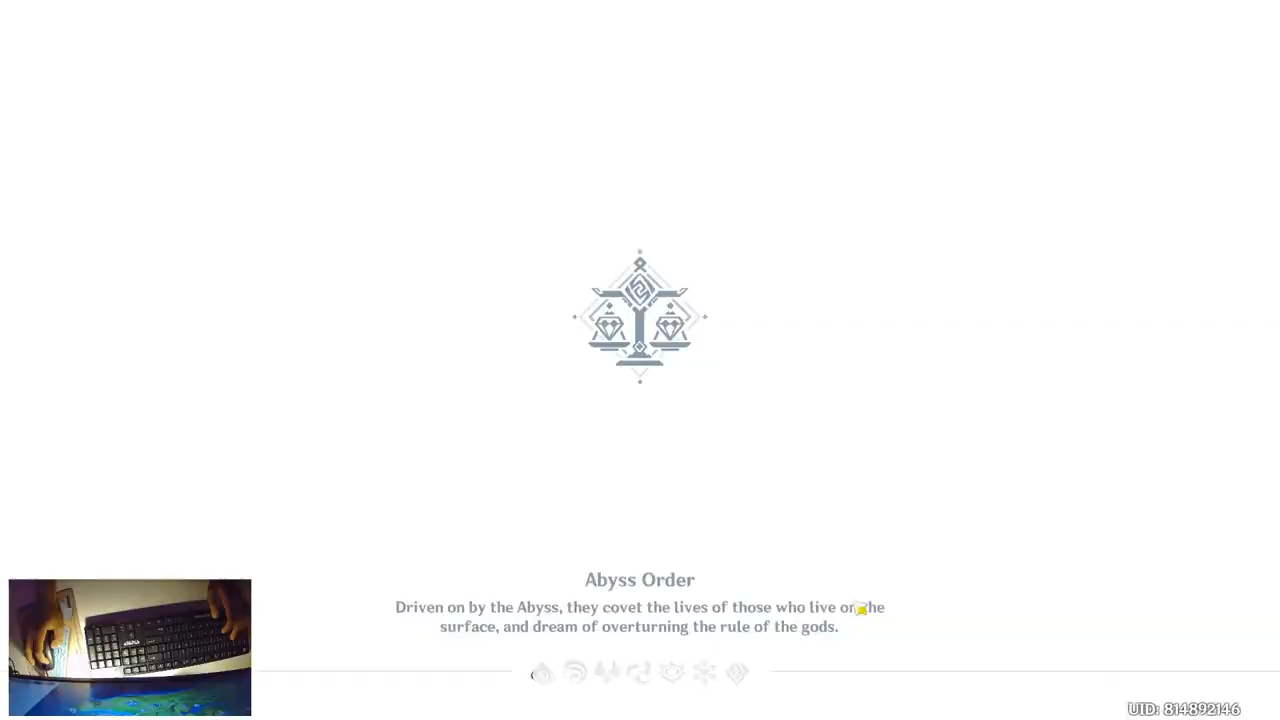 Abyss Order
Driven on by the Abyss, they covet the lives of those who live on the
surface, and dream of overturning the rule of the gods.
UID: 814892146